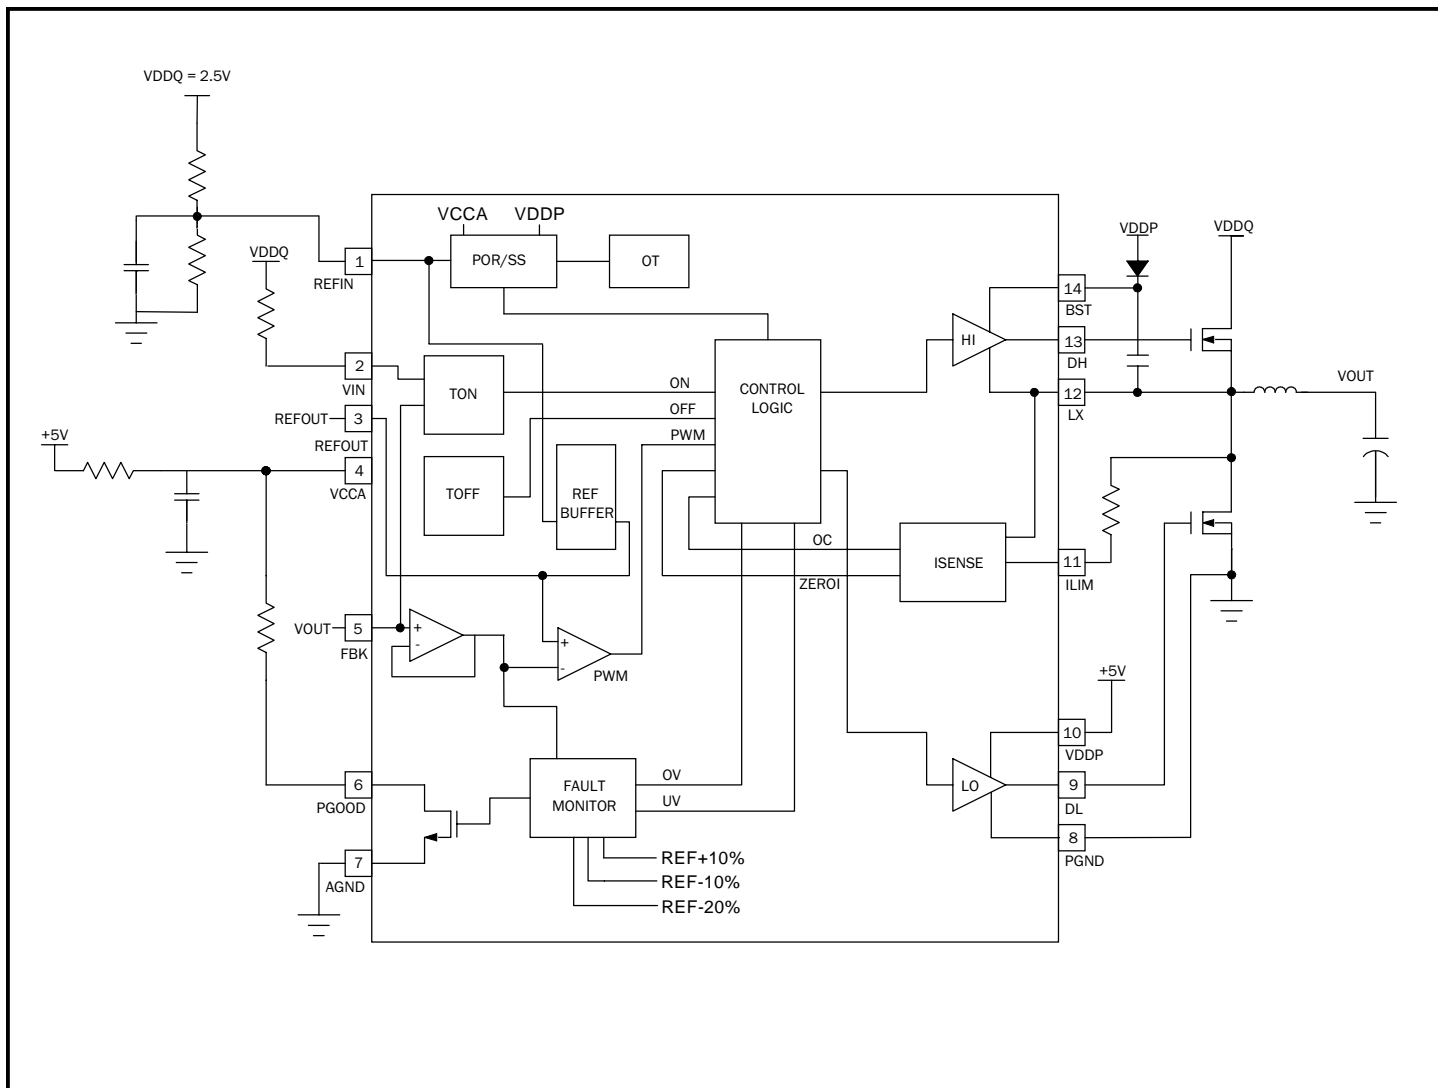 VDDQ = 2.5V
VCCA
VDDP
VDDP
VDDQ
VDDQ
1
REFIN
POR/SS
OT
14
BST
HI
13
DH
2
VIN
TON
ON
CONTROL
LOGIC
VOUT
12
LX
REFOUT
3
REFOUT
OFF
PWM
+5V
4
VCCA
TOFF
REF
BUFFER
OC
ZEROI
ISENSE
11
ILIM
VOUT
5
FBK
+
-
+
-
PWM
+5V
10
VDDP
6
PGOOD
FAULT
MONITOR
OV
UV
LO
9
DL
8
PGND
7
AGND
REF+10%
REF-10%
REF-20%